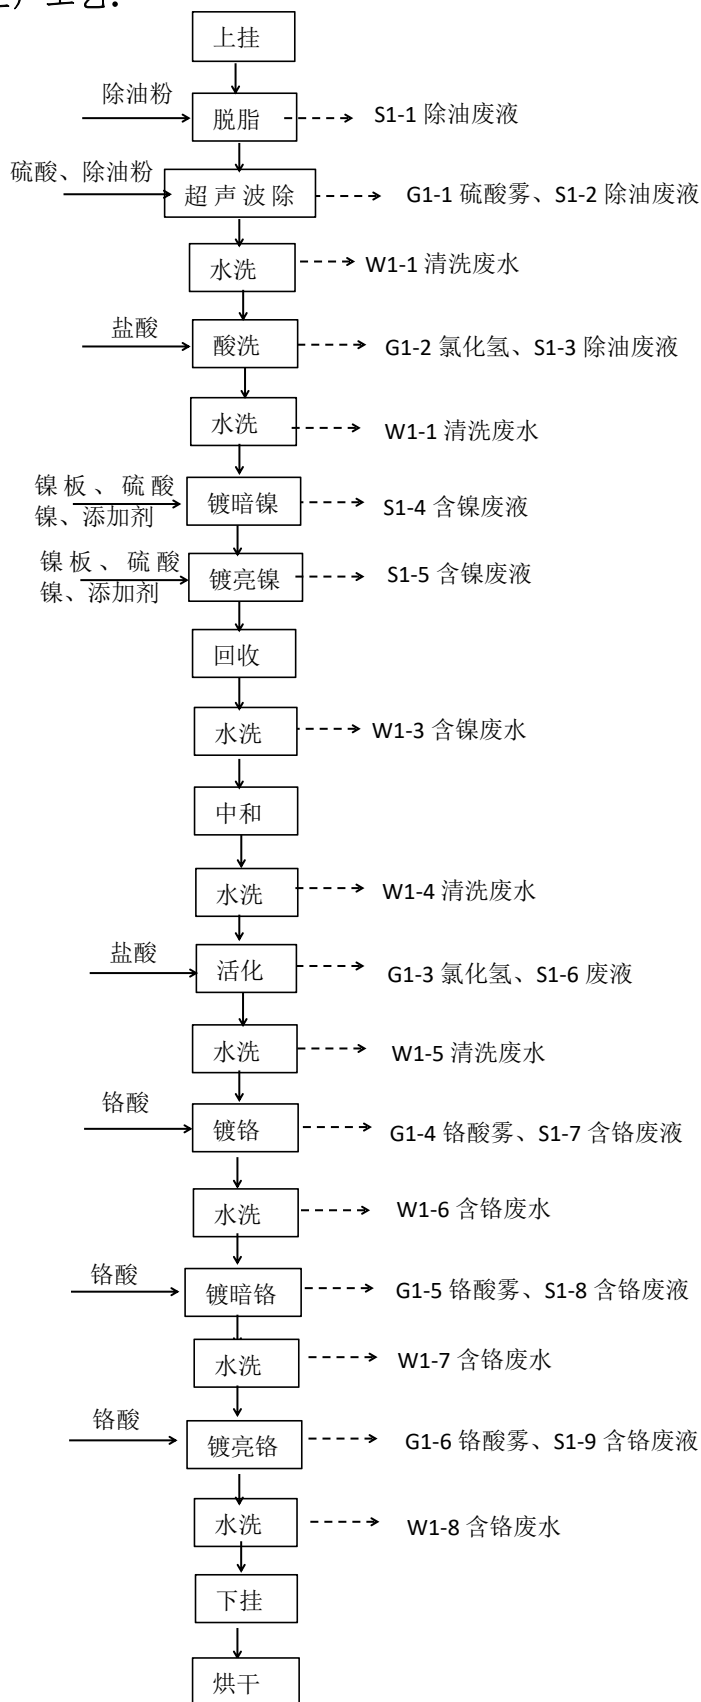 上挂
除油粉
脱脂
S1-1 除油废液
硫酸、除油粉
超声波除
G1-1 硫酸雾、S1-2 除油废液
水洗
W1-1 清洗废水
盐酸
酸洗
G1-2 氯化氢、S1-3 除油废液
水洗
W1-1 清洗废水
镍板、硫酸
镍、添加剂
镀暗镍
S1-4 含镍废液
镍板、硫酸
镍、添加剂
镀亮镍
S1-5 含镍废液
回收
水洗
W1-3 含镍废水
中和
水洗
W1-4 清洗废水
盐酸
活化
G1-3 氯化氢、S1-6 废液
水洗
W1-5 清洗废水
铬酸
镀铬
G1-4 铬酸雾、S1-7 含铬废液
水洗
W1-6 含铬废水
铬酸
镀暗铬
G1-5 铬酸雾、S1-8 含铬废液
水洗
W1-7 含铬废水
铬酸
镀亮铬
G1-6 铬酸雾、S1-9 含铬废液
水洗
W1-8 含铬废水
下挂
烘干